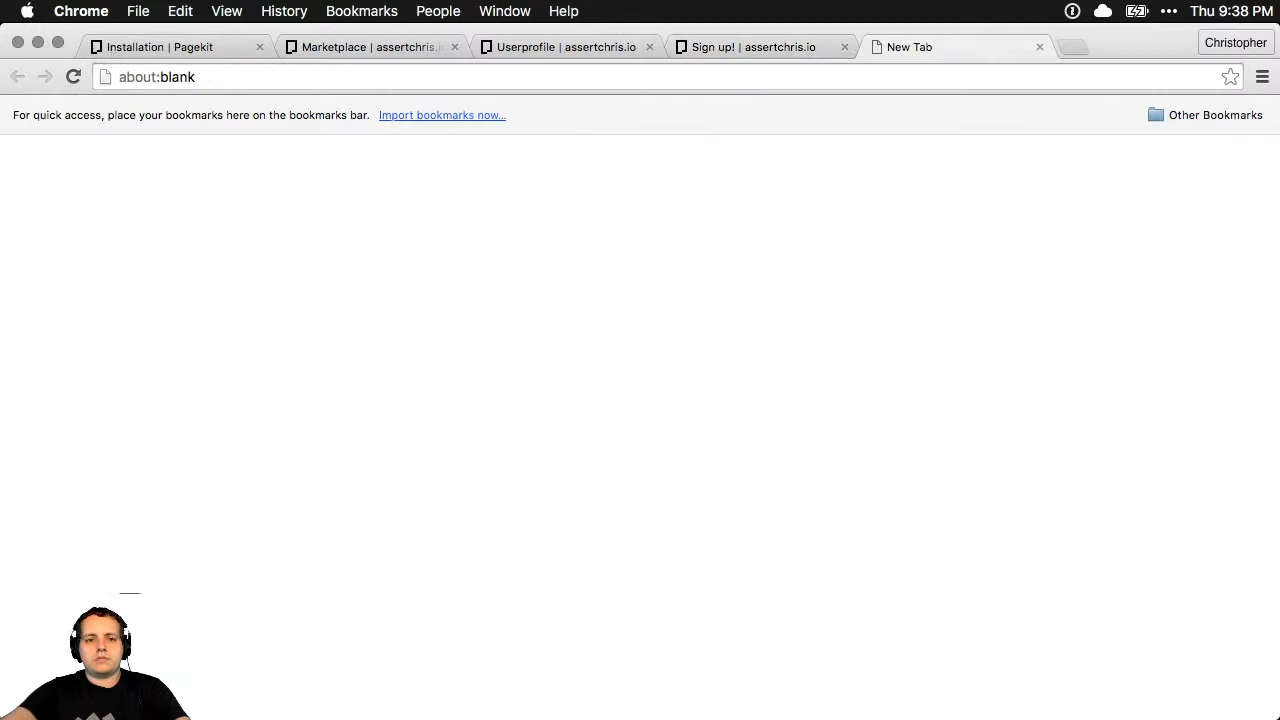 Chrome File Edit View History Bookmarks People Window Help Thu 9:38 PM
Installation | Pagekit Marketplace | assertchris.i Userprofile | assertchris.io Sign up! | assertchris.io New Tab Christopher
about:blank
For quick access, place your bookmarks here on the bookmarks bar. Import bookmarks now... Other Bookmarks